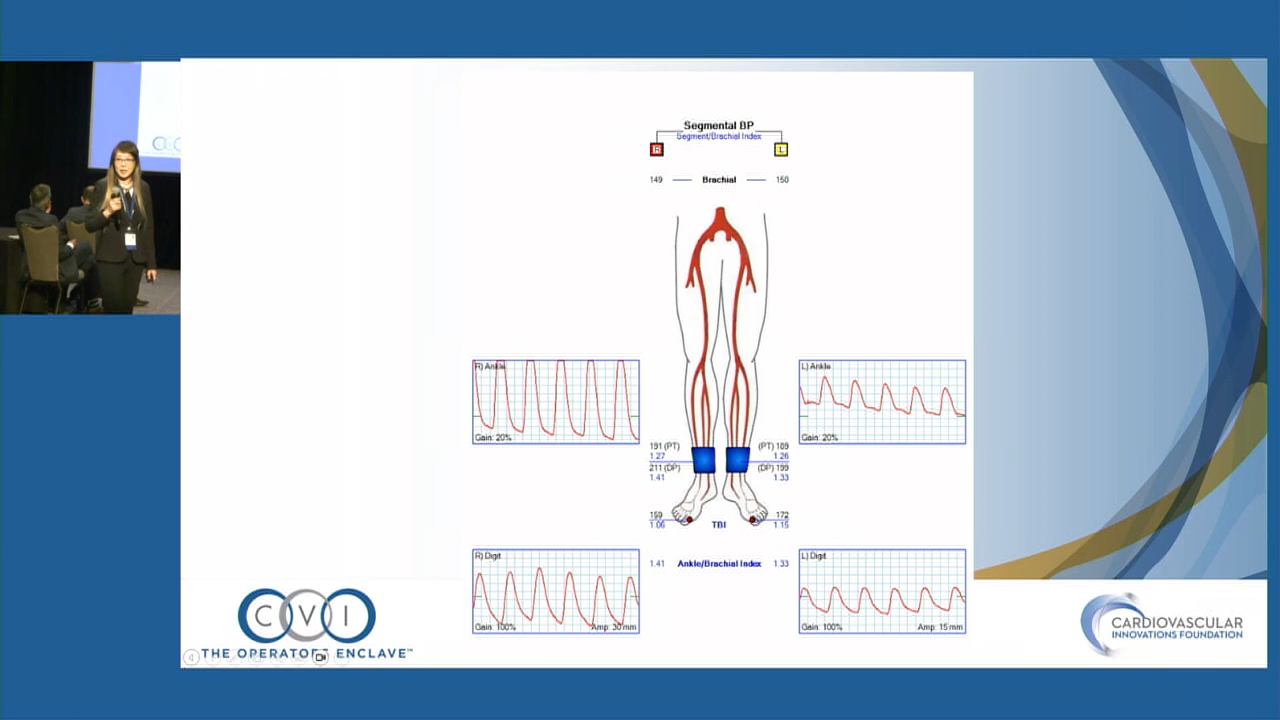 Segmental BP
Segment/Brachial Index
R L
149 Brachial 150
R) Ankle
Gain: 20%
L) Ankle
Gain: 20%
191 (PT) (PT) 189
1.27 1.26
211 (DP) (DP) 199
1.41 1.33
159 172
1.06 TBI 1.15
1.41 Ankle/Brachial Index 1.33
R) Digit
Gain: 100% Amp: 30 mm
L) Digit
Gain: 100% Amp: 15 mm
CVI
THE OPERATORS ENCLAVE™
CARDIOVASCULAR
INNOVATIONS FOUNDATION